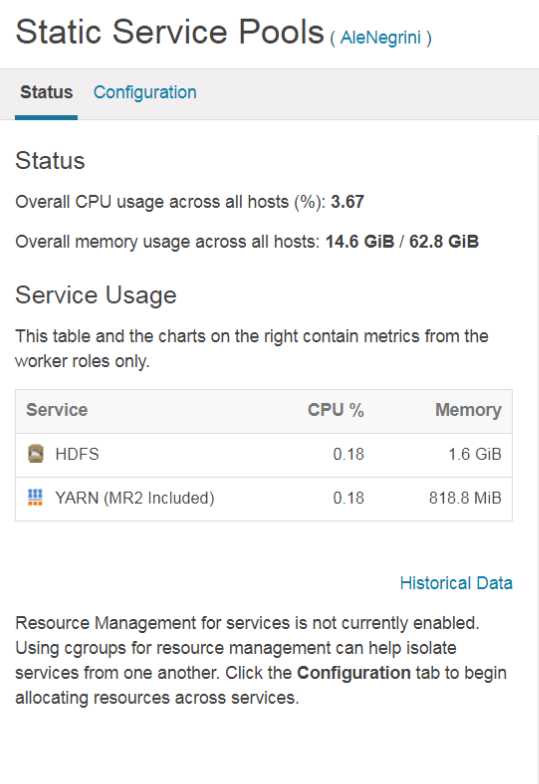 Static Service Pools ( AleNegrini )
Status Configuration
Status
Overall CPU usage across all hosts (%): 3.67
Overall memory usage across all hosts: 14.6 GiB / 62.8 GiB
Service Usage
This table and the charts on the right contain metrics from the
worker roles only.
Service CPU % Memory
HDFS 0.18 1.6 GiB
YARN (MR2 Included) 0.18 818.8 MiB
Historical Data
Resource Management for services is not currently enabled.
Using cgroups for resource management can help isolate
services from one another. Click the Configuration tab to begin
allocating resources across services.